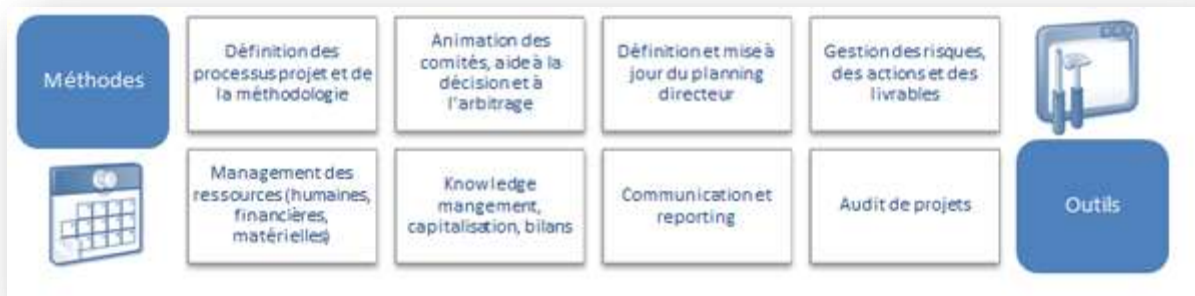 Méthodes
Définition des
processus projet et de
la méthodologie
Animation des
comités, aide à la
décision et à
l'arbitrage
Définition et mise à
jour du planning
directeur
Gestion des risques,
des actions et des
livrables
Management des
ressources (humaines,
financières,
matérielles)
Knowledge
mangement,
capitalisation, bilans
Communication et
reporting
Audit de projets
Outils